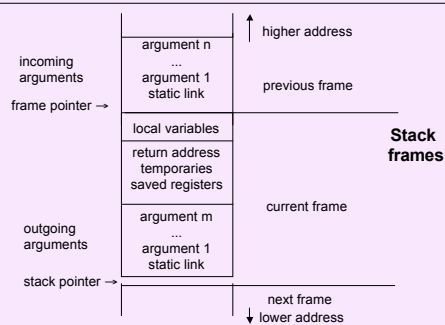 higher address
argument n
...
argument 1
static link
incoming
arguments
previous frame
frame pointer →
local variables
Stack
frames
return address
temporaries
saved registers
current frame
argument m
...
argument 1
static link
outgoing
arguments
stack pointer →
next frame
lower address